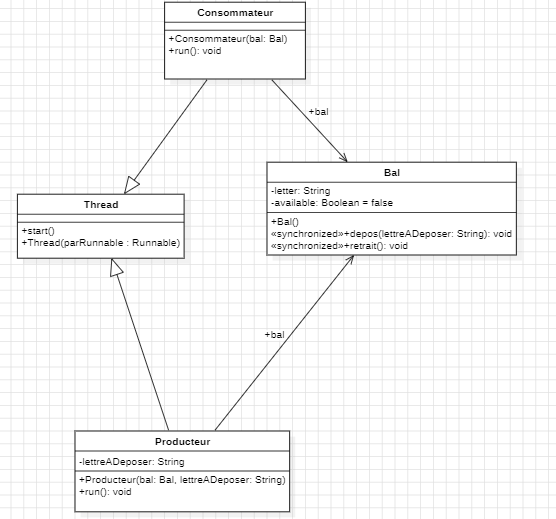 Consommateur
+Consommateur(bal: Bal)
+run(): void
+bal
Bal
-letter: String
-available: Boolean = false
+Bal()
«synchronized»+depos(lettreADeposer: String): void
«synchronized»+retrait(): void
Thread
+start()
+Thread(parRunnable : Runnable)
+bal
Producteur
-lettreADeposer: String
+Producteur(bal: Bal, lettreADeposer: String)
+run(): void